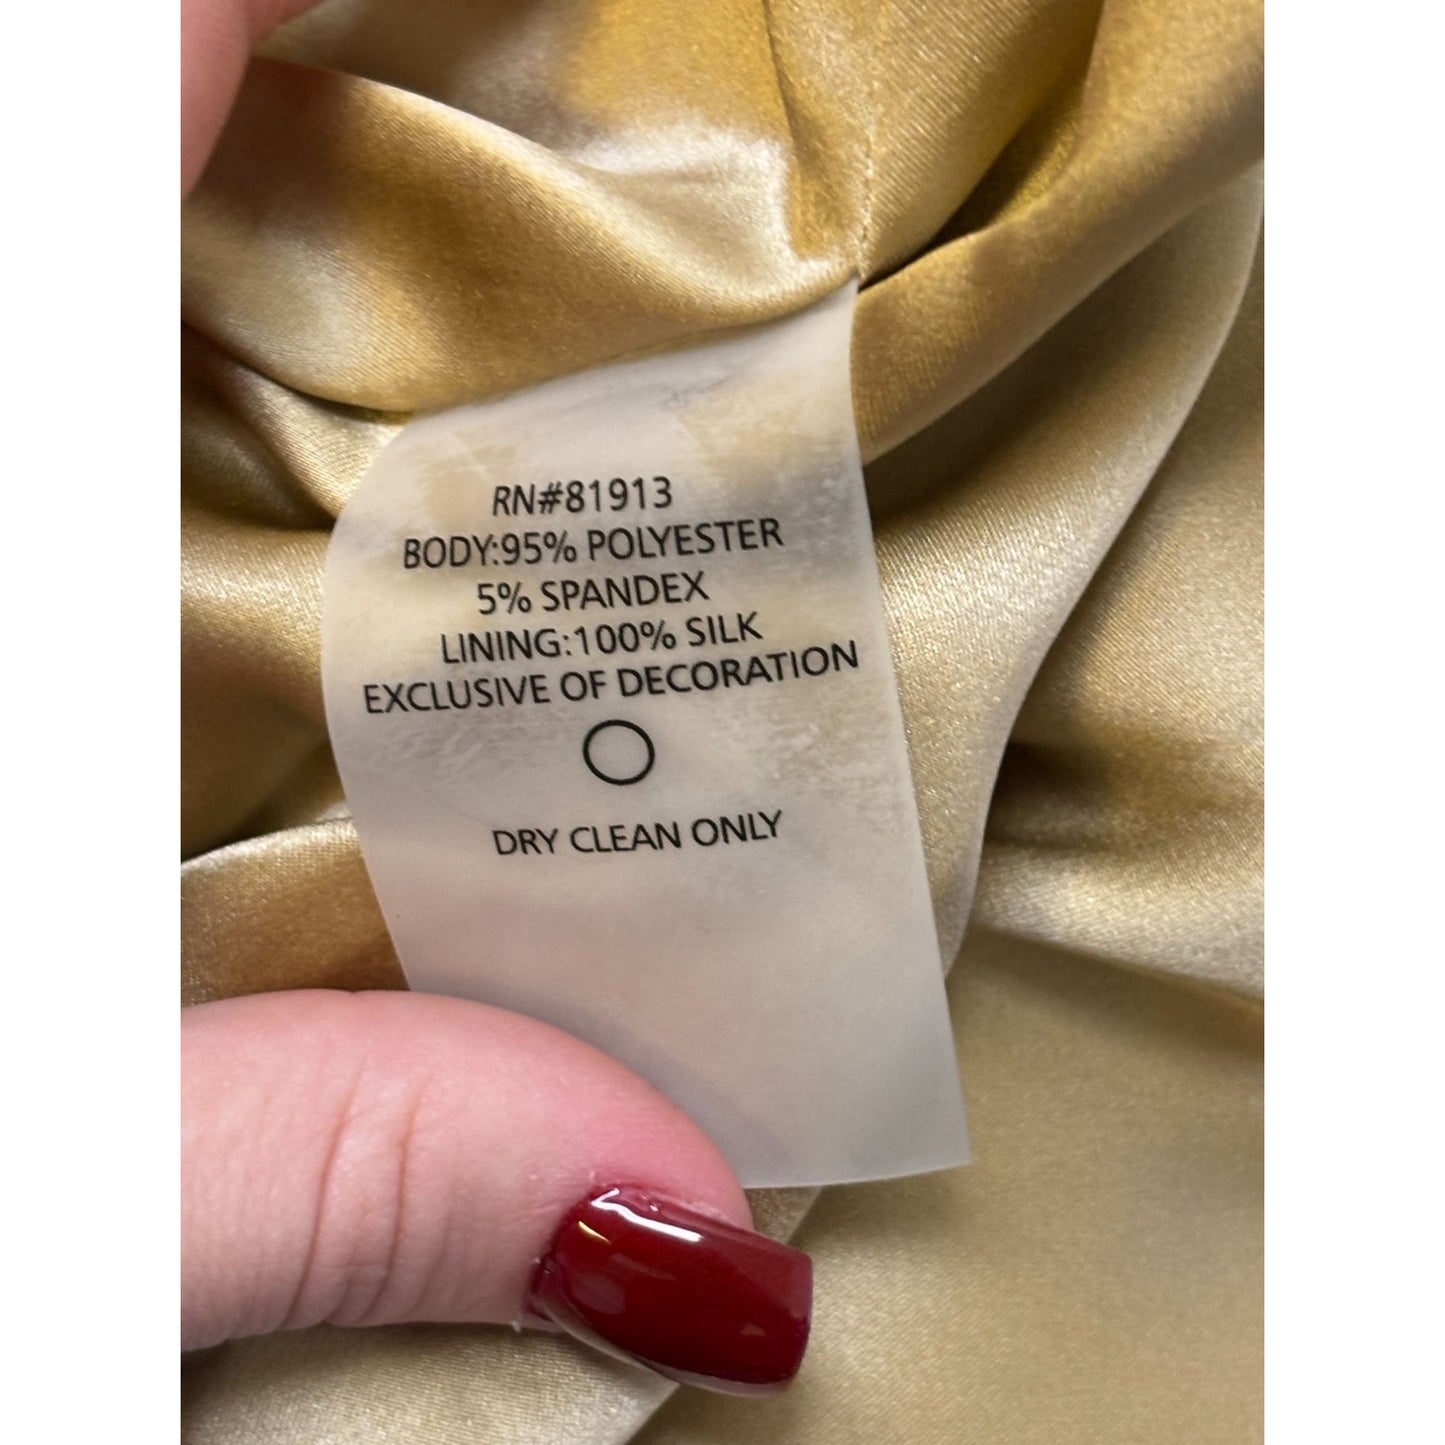 RN#81913
BODY:95% POLYESTER
5% SPANDEX
LINING:100% SILK
EXCLUSIVE OF DECORATION
DRY CLEAN ONLY